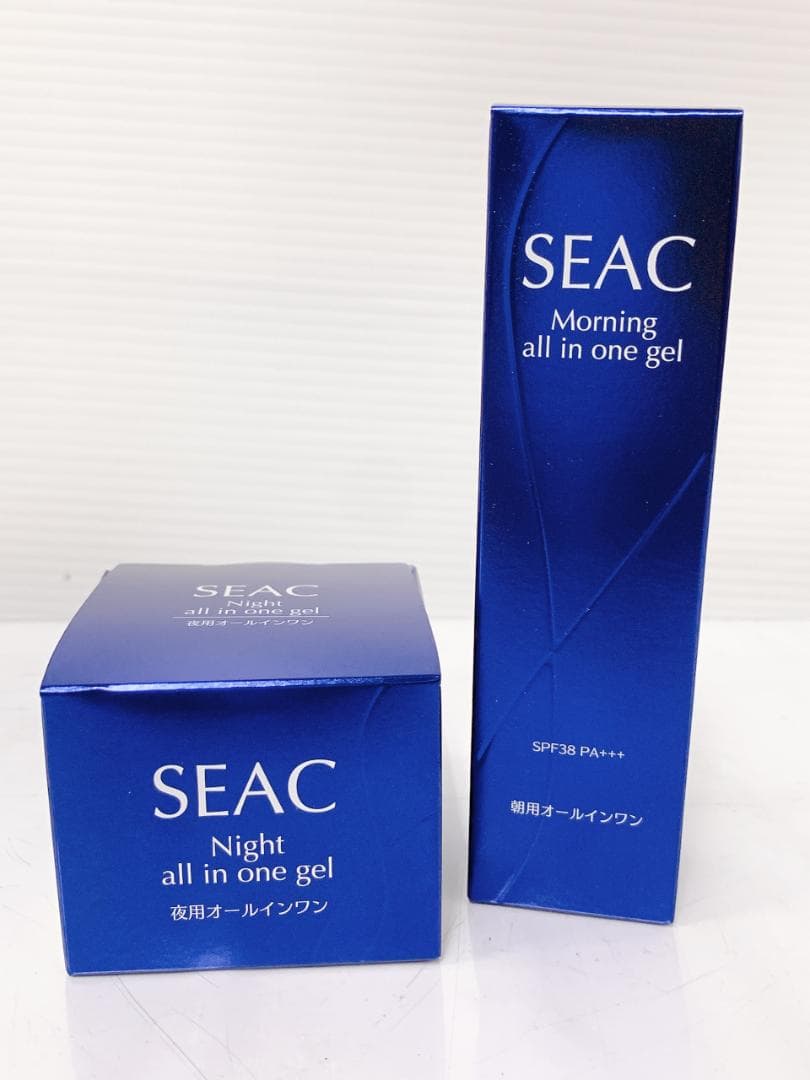 SEAC
Morning
all in one gel
SPF38 PA+++
朝用オールインワン
SEAC
Night
all in one gel
夜用オールインワン
SEAC
Night
all in one gel
夜用オールインワン